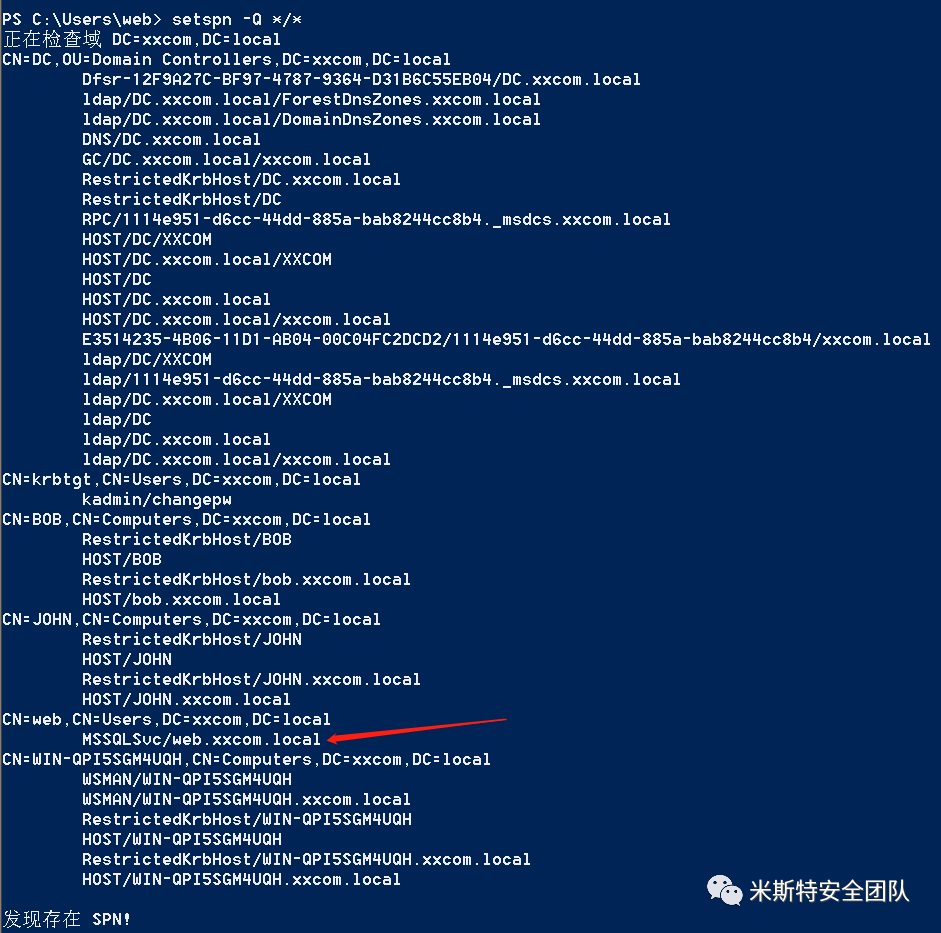 PS C:\Users\web> setspn -Q */*
正在检查域 DC=xxcom,DC=local
CN=DC,OU=Domain Controllers,DC=xxcom,DC=local
Dfsr-12F9A27C-BF97-4787-9364-D31B6C55EB04/DC.xxcom.local
ldap/DC.xxcom.local/ForestDnsZones.xxcom.local
ldap/DC.xxcom.local/DomainDnsZones.xxcom.local
DNS/DC.xxcom.local
GC/DC.xxcom.local/xxcom.local
RestrictedKrbHost/DC.xxcom.local
RestrictedKrbHost/DC
RPC/1114e951-d6cc-44dd-885a-bab8244cc8b4._msdcs.xxcom.local
HOST/DC/XXCOM
HOST/DC.xxcom.local/XXCOM
HOST/DC
HOST/DC.xxcom.local
HOST/DC.xxcom.local/xxcom.local
E3514235-4B06-11D1-AB04-00C04FC2DCD2/1114e951-d6cc-44dd-885a-bab8244cc8b4/xxcom.local
ldap/DC/XXCOM
ldap/1114e951-d6cc-44dd-885a-bab8244cc8b4._msdcs.xxcom.local
ldap/DC.xxcom.local/XXCOM
ldap/DC
ldap/DC.xxcom.local
ldap/DC.xxcom.local/xxcom.local
CN=krbtgt,CN=Users,DC=xxcom,DC=local
kadmin/changepw
CN=BOB,CN=Computers,DC=xxcom,DC=local
RestrictedKrbHost/BOB
HOST/BOB
RestrictedKrbHost/bob.xxcom.local
HOST/bob.xxcom.local
CN=JOHN,CN=Computers,DC=xxcom,DC=local
RestrictedKrbHost/JOHN
HOST/JOHN
RestrictedKrbHost/JOHN.xxcom.local
HOST/JOHN.xxcom.local
CN=web,CN=Users,DC=xxcom,DC=local
MSSQLSvc/web.xxcom.local
CN=WIN-QPI5SGM4UQH,CN=Computers,DC=xxcom,DC=local
WSMAN/WIN-QPI5SGM4UQH
WSMAN/WIN-QPI5SGM4UQH.xxcom.local
RestrictedKrbHost/WIN-QPI5SGM4UQH
HOST/WIN-QPI5SGM4UQH
RestrictedKrbHost/WIN-QPI5SGM4UQH.xxcom.local
HOST/WIN-QPI5SGM4UQH.xxcom.local
米斯特安全团队
发现存在 SPN!